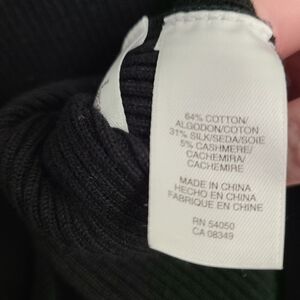 64% COTTON/
ALGODON/COTON
31% SILK/SEDA/SOIE
5% CASHMERE/
CACHEMIRA/
CACHEMIRE
MADE IN CHINA
HECHO EN CHINA
FABRIQUE EN CHINE
RN 54050
CA 08349